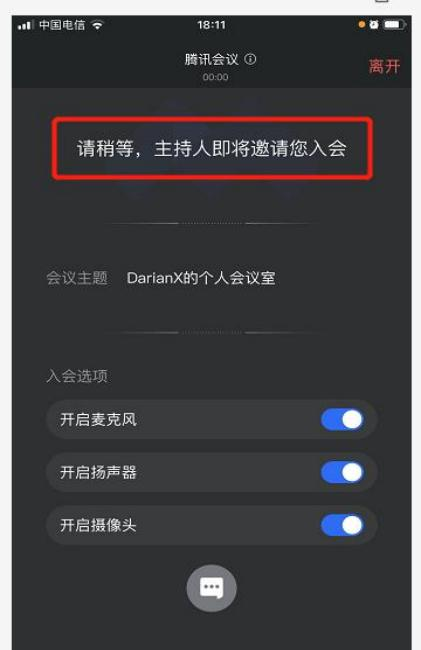 中国电信 18:11
腾讯会议
00:00
离开
请稍等，主持人即将邀请您入会
会议主题 DarianX的个人会议室
入会选项
开启麦克风
开启扬声器
开启摄像头